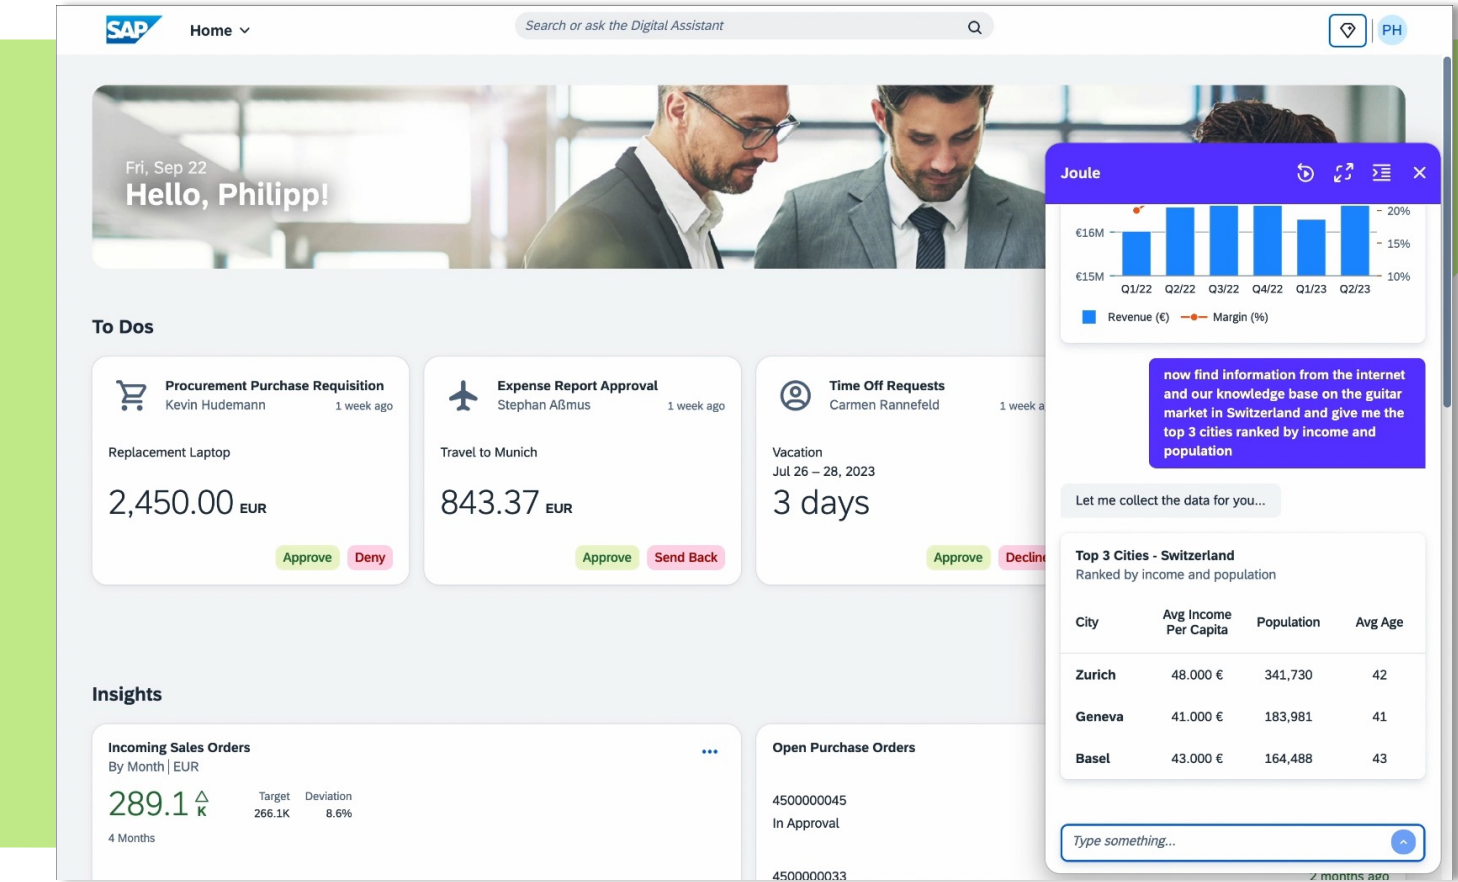 SAP
Home
Search or ask the Digital Assistant
PH
Fri, Sep 22
Hello, Philipp!
To Dos
Procurement Purchase Requisition
Kevin Hudemann
1 week ago
Replacement Laptop
2,450.00 EUR
Approve
Deny
Expense Report Approval
Stephan Aßmus
1 week ago
Travel to Munich
843.37 EUR
Approve
Send Back
Time Off Requests
Carmen Rannefeld
1 week a
Vacation
Jul 26 – 28, 2023
3 days
Approve
Decline
Insights
Incoming Sales Orders
By Month | EUR
289.1 K
Target
266.1K
Deviation
8.6%
4 Months
Open Purchase Orders
4500000045
In Approval
4500000033
2 months ago
Joule
€16M
€15M
20%
15%
10%
Q1/22 Q2/22 Q3/22 Q4/22 Q1/23 Q2/23
Revenue (€) Margin (%)
now find information from the internet
and our knowledge base on the guitar
market in Switzerland and give me the
top 3 cities ranked by income and
population
Let me collect the data for you...
Top 3 Cities - Switzerland
Ranked by income and population
City
Avg Income
Per Capita
Population
Avg Age
Zurich 48.000 € 341,730 42
Geneva 41.000 € 183,981 41
Basel 43.000 € 164,488 43
Type something...